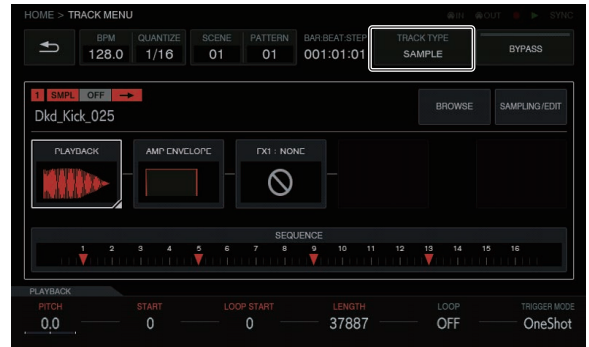 HOME > TRACK MENU
IN OUT SYNC
BPM QUANTIZE SCENE PATTERN BAR:BEAT:STEP TRACK TYPE
128.0 1/16 01 01 001:01:01 SAMPLE BYPASS
1 SMPL OFF
Dkd_Kick_025
BROWSE SAMPLING/EDIT
PLAYBACK AMP ENVELOPE FX1 : NONE
SEQUENCE
1 2 3 4 5 6 7 8 9 10 11 12 13 14 15 16
PLAYBACK
PITCH START LOOP START LENGTH LOOP TRIGGER MODE
0.0 0 0 37887 OFF OneShot